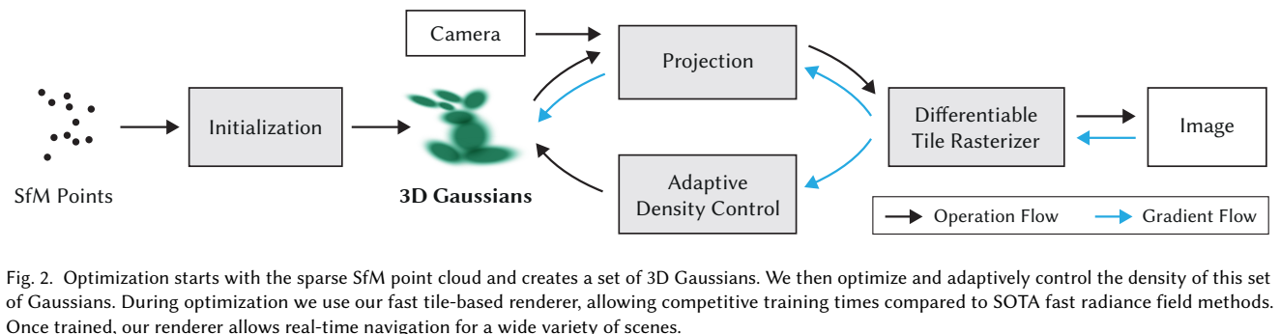 Camera
Projection
Initialization
Differentiable
Tile Rasterizer
Image
SfM Points
3D Gaussians
Adaptive
Density Control
Operation Flow
Gradient Flow
Fig. 2. Optimization starts with the sparse SfM point cloud and creates a set of 3D Gaussians. We then optimize and adaptively control the density of this set
of Gaussians. During optimization we use our fast tile-based renderer, allowing competitive training times compared to SOTA fast radiance field methods.
Once trained, our renderer allows real-time navigation for a wide variety of scenes.